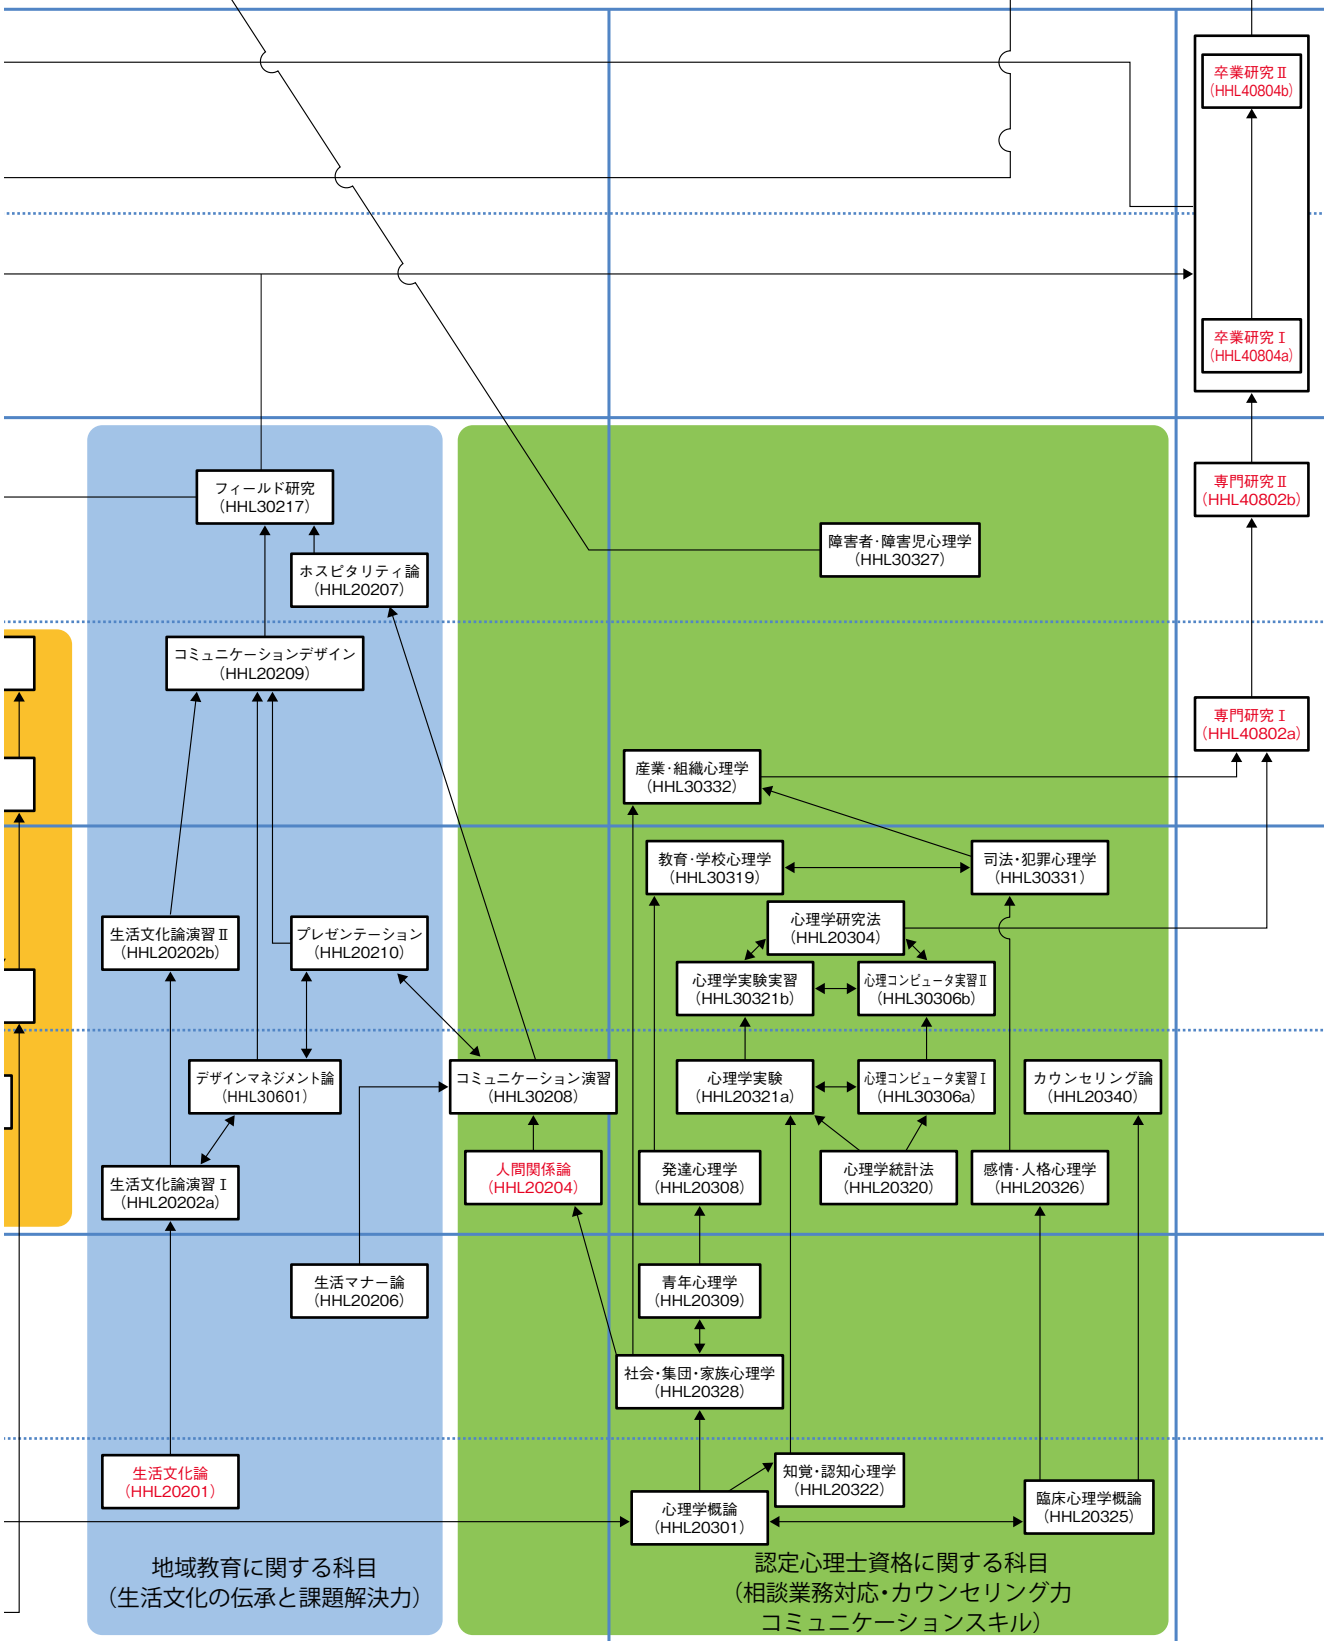 卒業研究Ⅱ
(HHL40804b)
卒業研究Ⅰ
(HHL40804a)
フィールド研究
(HHL30217)
専門研究Ⅱ
(HHL40802b)
障害者・障害児心理学
(HHL30327)
ホスピタリティ論
(HHL20207)
コミュニケーションデザイン
(HHL20209)
専門研究Ⅰ
(HHL40802a)
産業・組織心理学
(HHL30332)
教育・学校心理学
(HHL30319)
司法・犯罪心理学
(HHL30331)
心理学研究法
(HHL20304)
生活文化論演習Ⅱ
(HHL20202b)
プレゼンテーション
(HHL20210)
心理学実験実習
(HHL30321b)
心理コンピュータ実習Ⅱ
(HHL30306b)
デザインマネジメント論
(HHL30601)
コミュニケーション演習
(HHL30208)
心理学実験
(HHL20321a)
心理コンピュータ実習Ⅰ
(HHL30306a)
カウンセリング論
(HHL20340)
生活文化論演習Ⅰ
(HHL20202a)
人間関係論
(HHL20204)
発達心理学
(HHL20308)
心理学統計法
(HHL20320)
感情・人格心理学
(HHL20326)
生活マナー論
(HHL20206)
青年心理学
(HHL20309)
社会・集団・家族心理学
(HHL20328)
生活文化論
(HHL20201)
知覚・認知心理学
(HHL20322)
心理学概論
(HHL20301)
臨床心理学概論
(HHL20325)
地域教育に関する科目
(生活文化の伝承と課題解決力)
認定心理士資格に関する科目
(相談業務対応・カウンセリング力
コミュニケーションスキル)